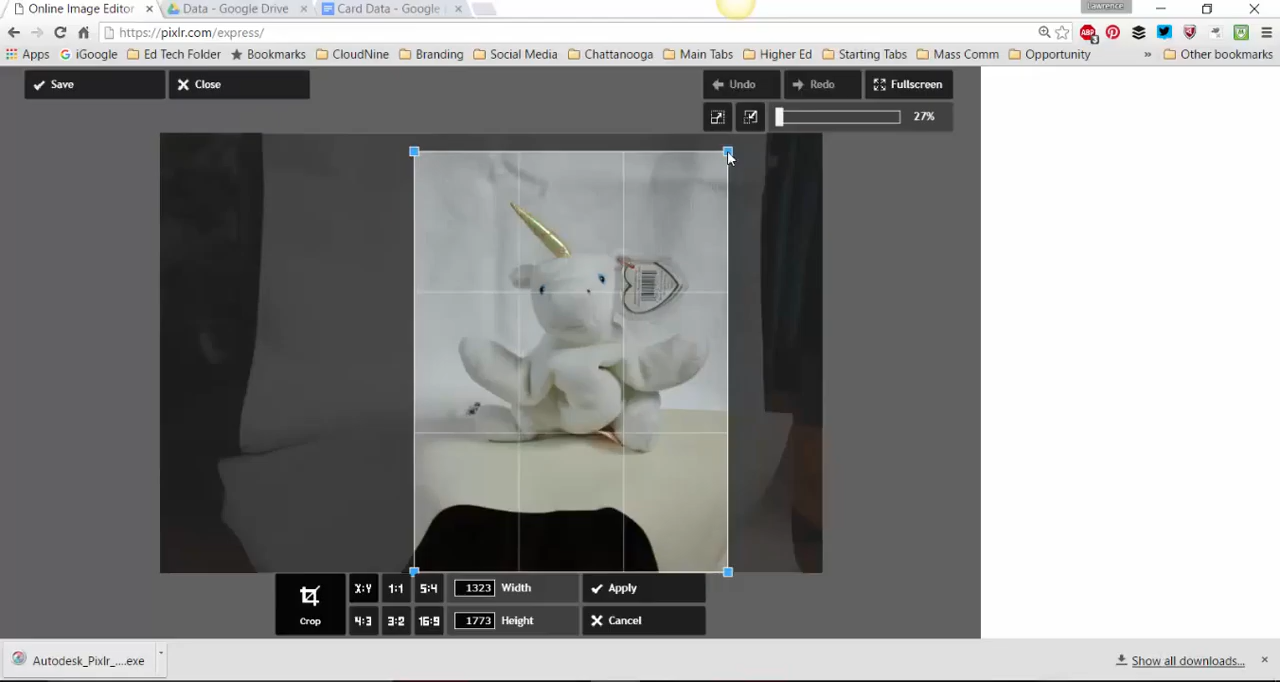 Online Image Editor
Data - Google Drive
Card Data - Google
Lawrence
https://pixlr.com/express/
ABP
3
Apps
iGoogle
Ed Tech Folder
Bookmarks
CloudNine
Branding
Social Media
Chattanooga
Main Tabs
Higher Ed
Starting Tabs
Mass Comm
Opportunity
»
Other bookmarks
Save
Close
Undo
Redo
Fullscreen
27%
Crop
X:Y
1:1
5:4
1323
Width
Apply
4:3
3:2
16:9
1773
Height
Cancel
Autodesk_Pixlr_....exe
Show all downloads...